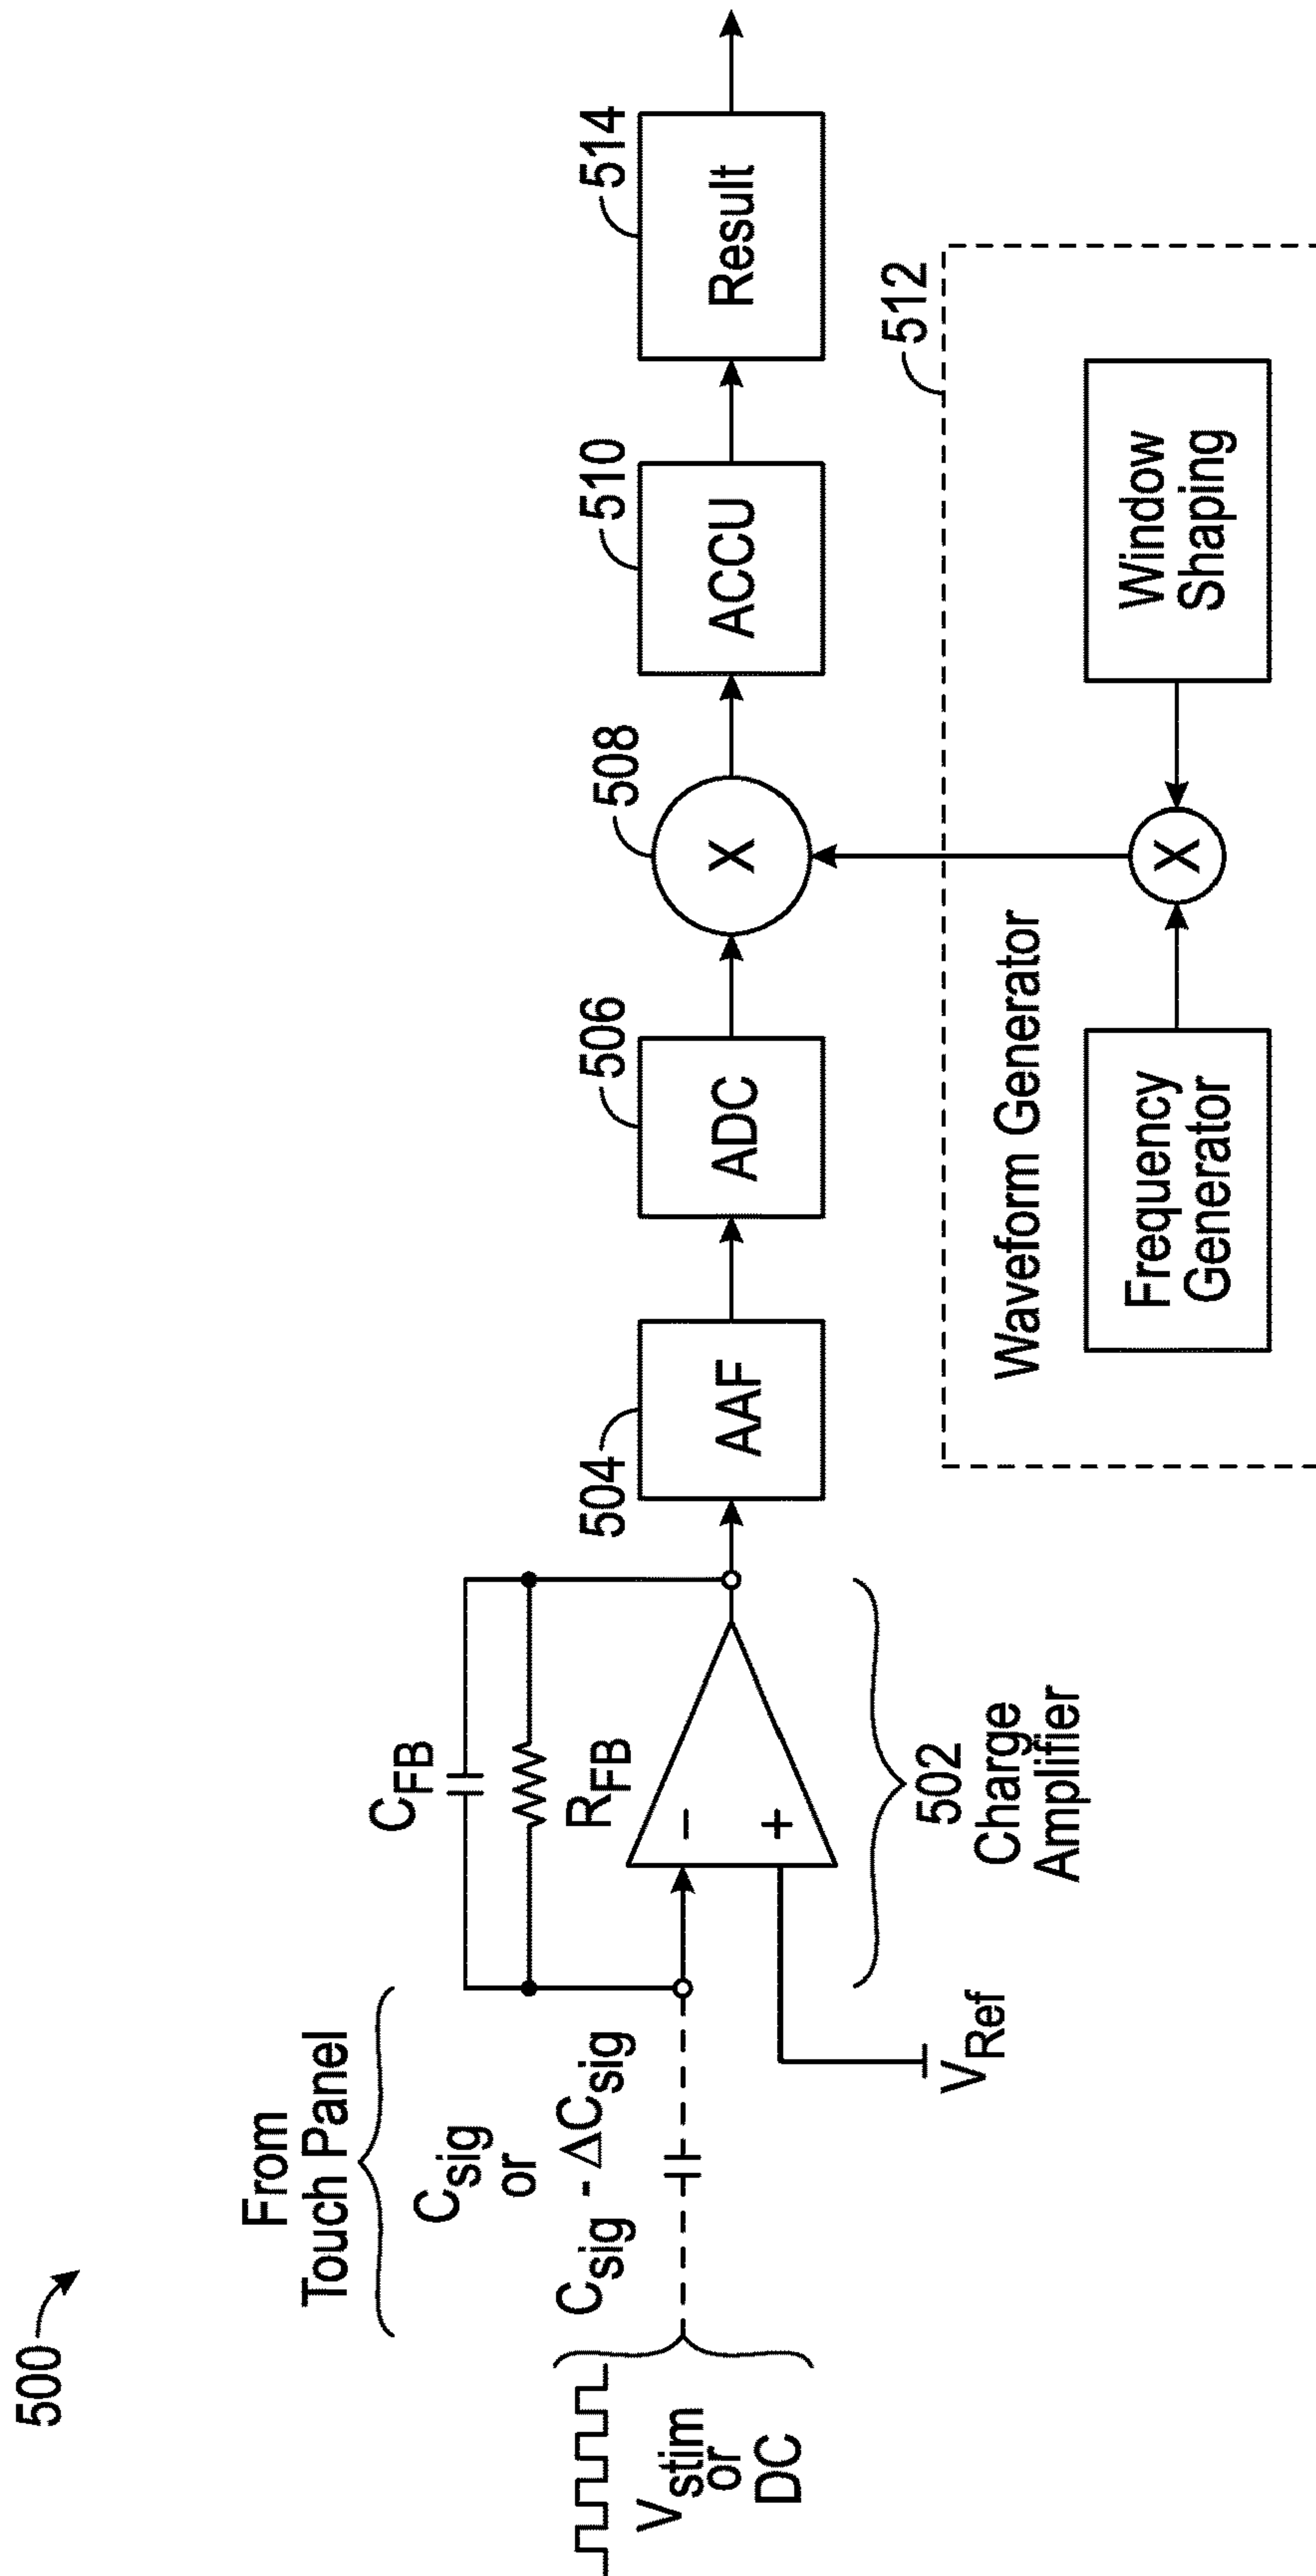 500
From
Touch Panel
C_sig
or
C_sig - ΔC_sig
V_stim
or
DC
C_FB
R_FB
-
+
V_Ref
502
Charge
Amplifier
504
AAF
506
ADC
508
X
510
ACCU
514
Result
512
Waveform Generator
Frequency
Generator
X
Window
Shaping